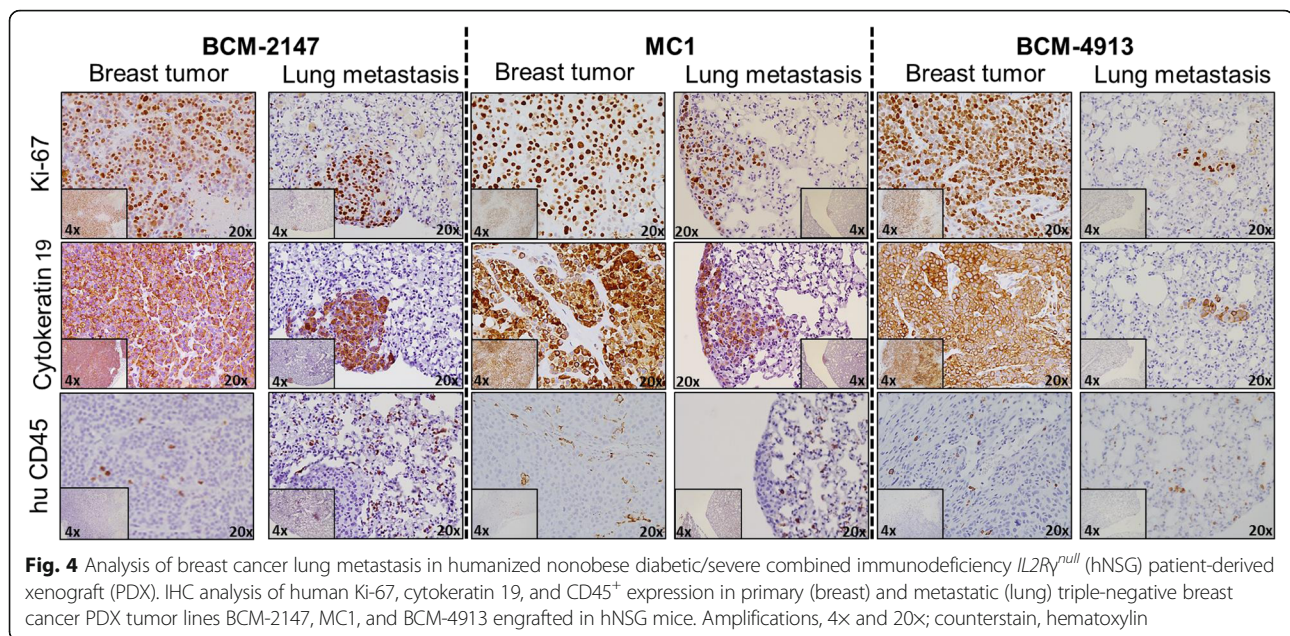 BCM-2147 MC1 BCM-4913
Breast tumor Lung metastasis Breast tumor Lung metastasis Breast tumor Lung metastasis
Ki-67
4x 20x 4x 20x 4x 20x 20x 4x 4x 20x 4x 20x
Cytokeratin 19
4x 20x 4x 20x 4x 20x 20x 4x 4x 20x 4x 20x
hu CD45
4x 20x 4x 20x 4x 20x 4x 20x 4x 20x 4x 20x
Fig. 4 Analysis of breast cancer lung metastasis in humanized nonobese diabetic/severe combined immunodeficiency IL2Rγnull (hNSG) patient-derived
xenograft (PDX). IHC analysis of human Ki-67, cytokeratin 19, and CD45+ expression in primary (breast) and metastatic (lung) triple-negative breast
cancer PDX tumor lines BCM-2147, MC1, and BCM-4913 engrafted in hNSG mice. Amplifications, 4× and 20×; counterstain, hematoxylin